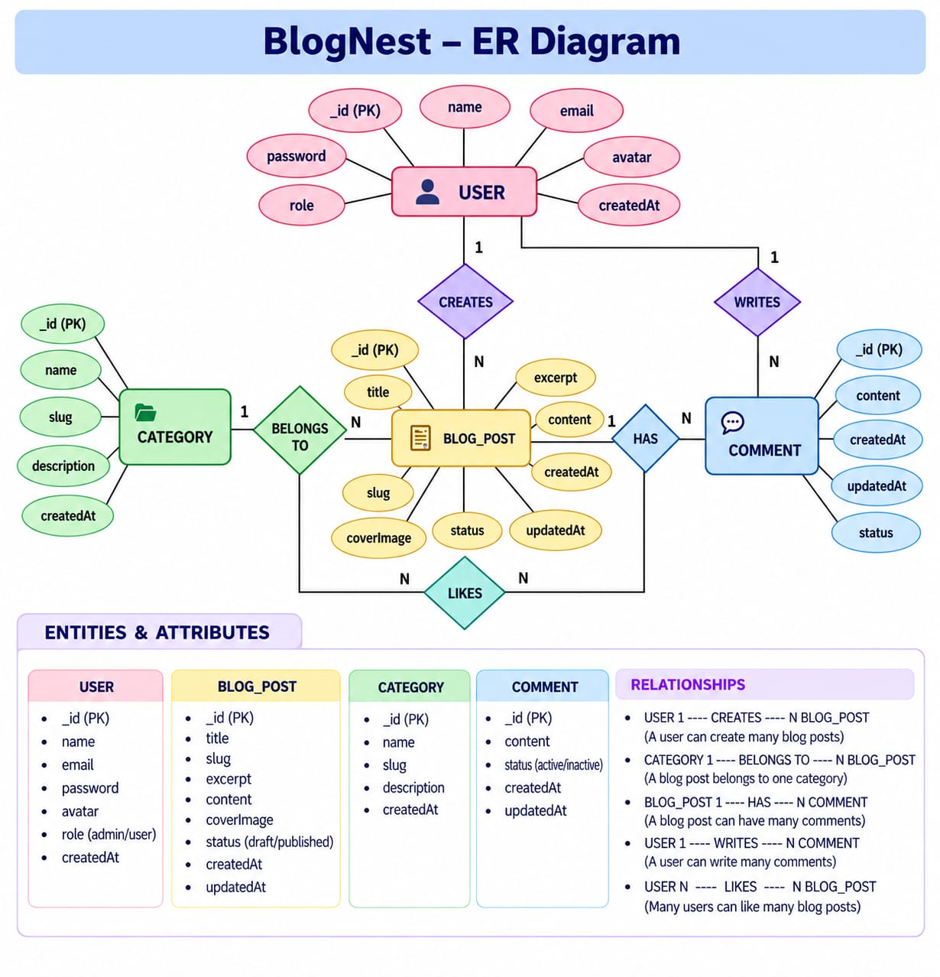 BlogNest – ER Diagram
_id (PK)
name
email
password
avatar
role
createdAt
USER
1
1
CREATES
WRITES
N
N
_id (PK)
name
slug
description
createdAt
CATEGORY
1
BELONGS
TO
N
_id (PK)
title
excerpt
content
BLOG_POST
createdAt
slug
coverImage
status
updatedAt
1
HAS
N
COMMENT
_id (PK)
content
createdAt
updatedAt
status
N
LIKES
N
ENTITIES & ATTRIBUTES
USER
• _id (PK)
• name
• email
• password
• avatar
• role (admin/user)
• createdAt
BLOG_POST
• _id (PK)
• title
• slug
• excerpt
• content
• coverImage
• status (draft/published)
• createdAt
• updatedAt
CATEGORY
• _id (PK)
• name
• slug
• description
• createdAt
COMMENT
• _id (PK)
• content
• status (active/inactive)
• createdAt
• updatedAt
RELATIONSHIPS
• USER 1 ---- CREATES ---- N BLOG_POST
(A user can create many blog posts)
• CATEGORY 1 ---- BELONGS TO ---- N BLOG_POST
(A blog post belongs to one category)
• BLOG_POST 1 ---- HAS ---- N COMMENT
(A blog post can have many comments)
• USER 1 ---- WRITES ---- N COMMENT
(A user can write many comments)
• USER N ---- LIKES ---- N BLOG_POST
(Many users can like many blog posts)